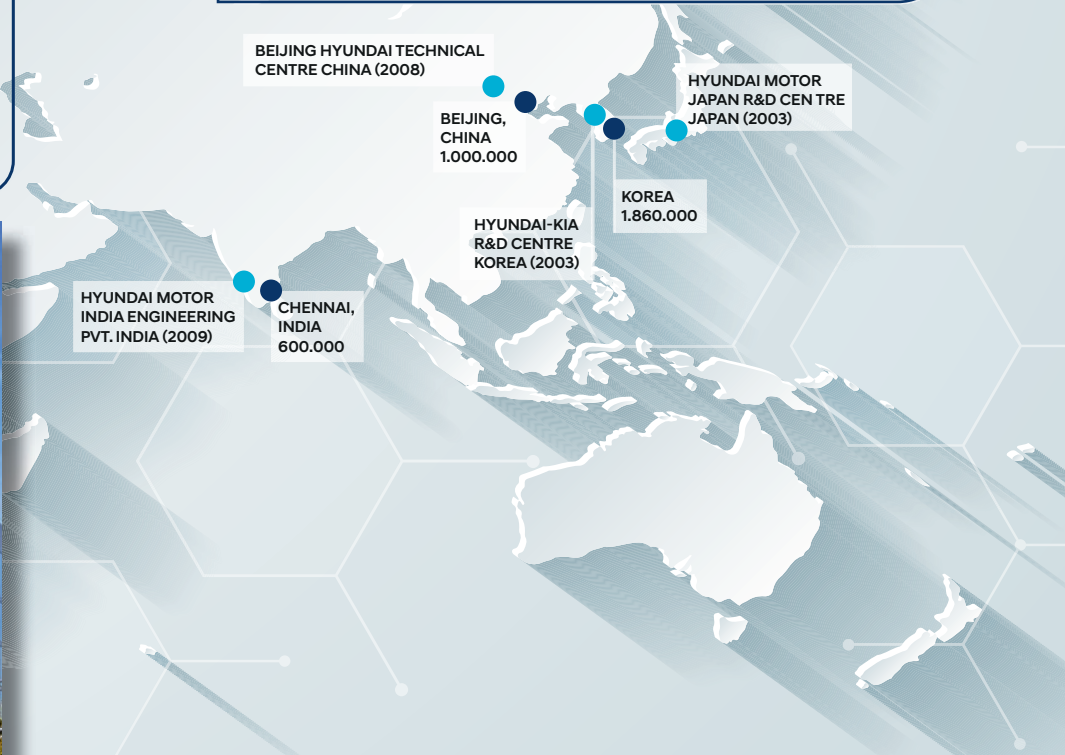 BEIJING HYUNDAI TECHNICAL
CENTRE CHINA (2008)
HYUNDAI MOTOR
JAPAN R&D CEN TRE
JAPAN (2003)
BEIJING,
CHINA
1.000.000
KOREA
1.860.000
HYUNDAI-KIA
R&D CENTRE
KOREA (2003)
HYUNDAI MOTOR
INDIA ENGINEERING
PVT. INDIA (2009)
CHENNAI,
INDIA
600.000